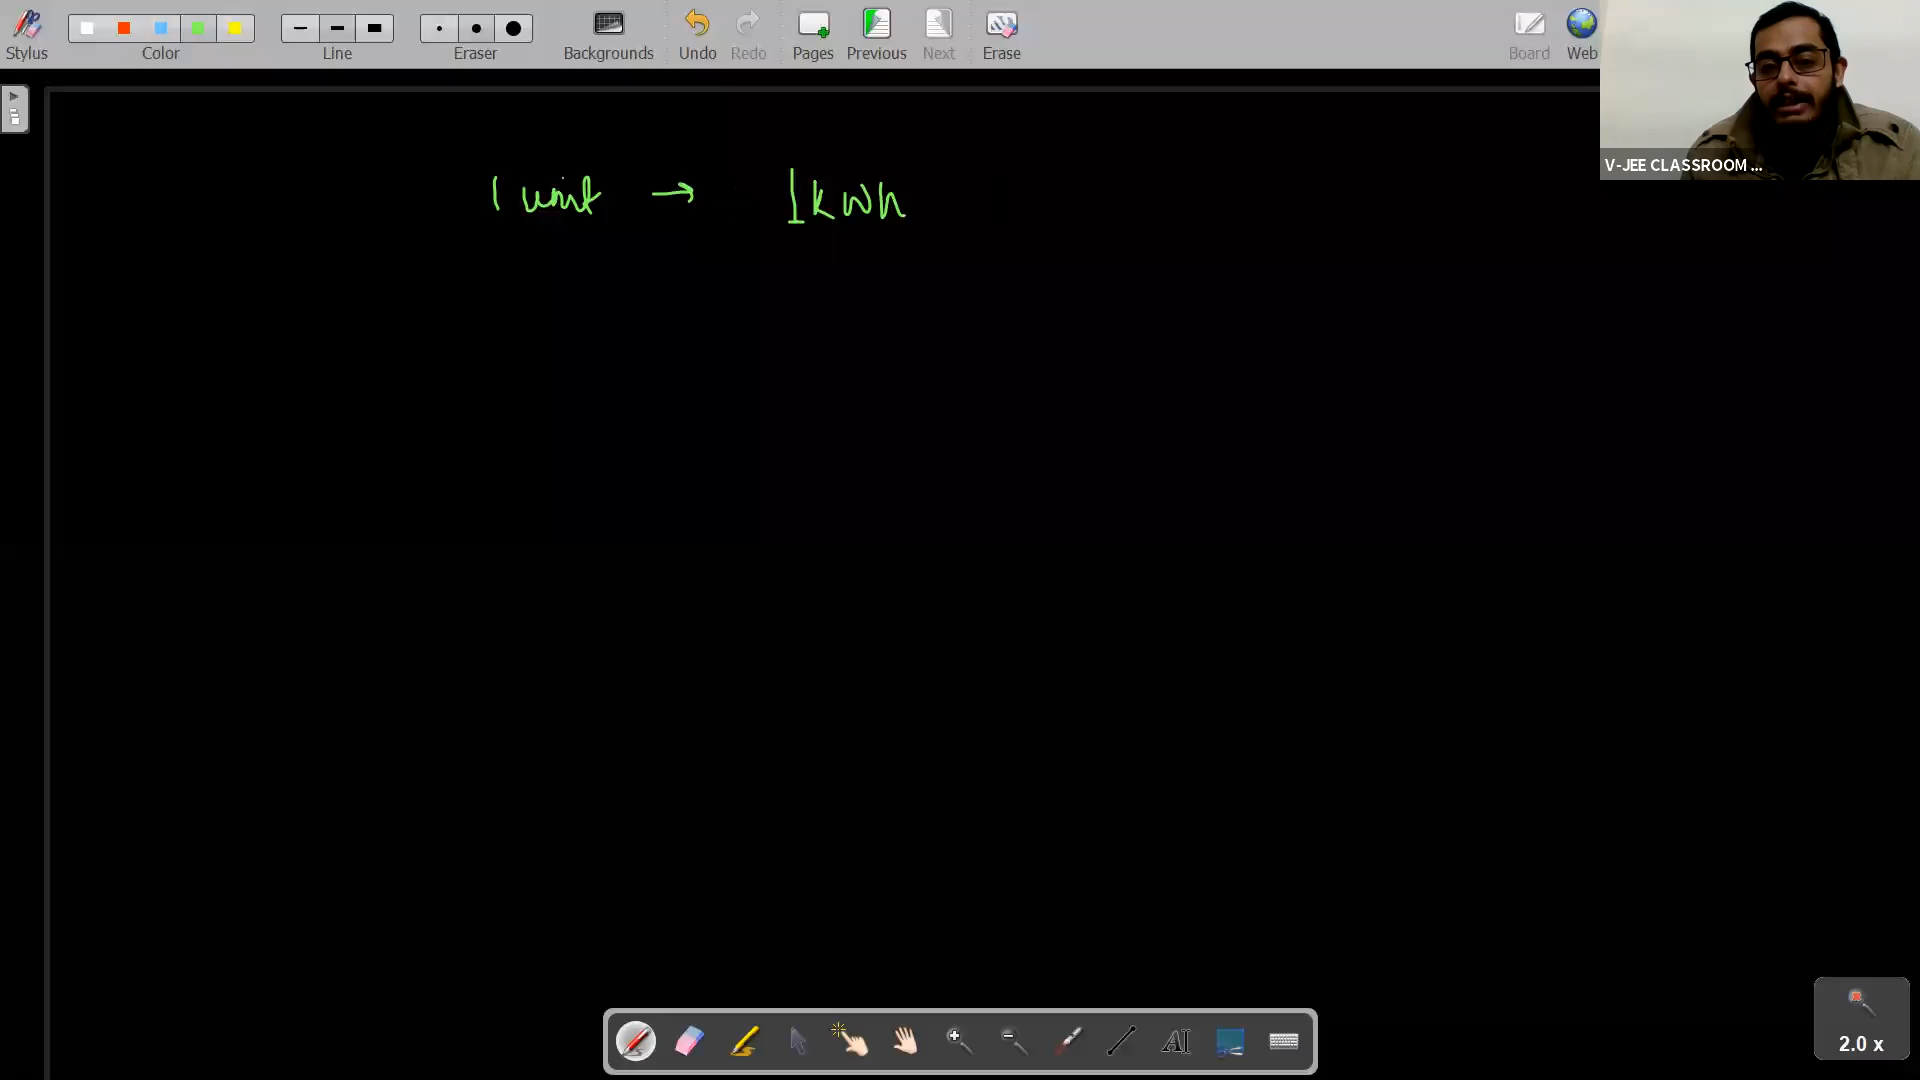 Stylus
Color
Line
Eraser
Backgrounds
Undo
Redo
Pages
Previous
Next
Erase
Board
Web
V-JEE CLASSROOM ...
1 unit → 1kWh
AI
2.0 x